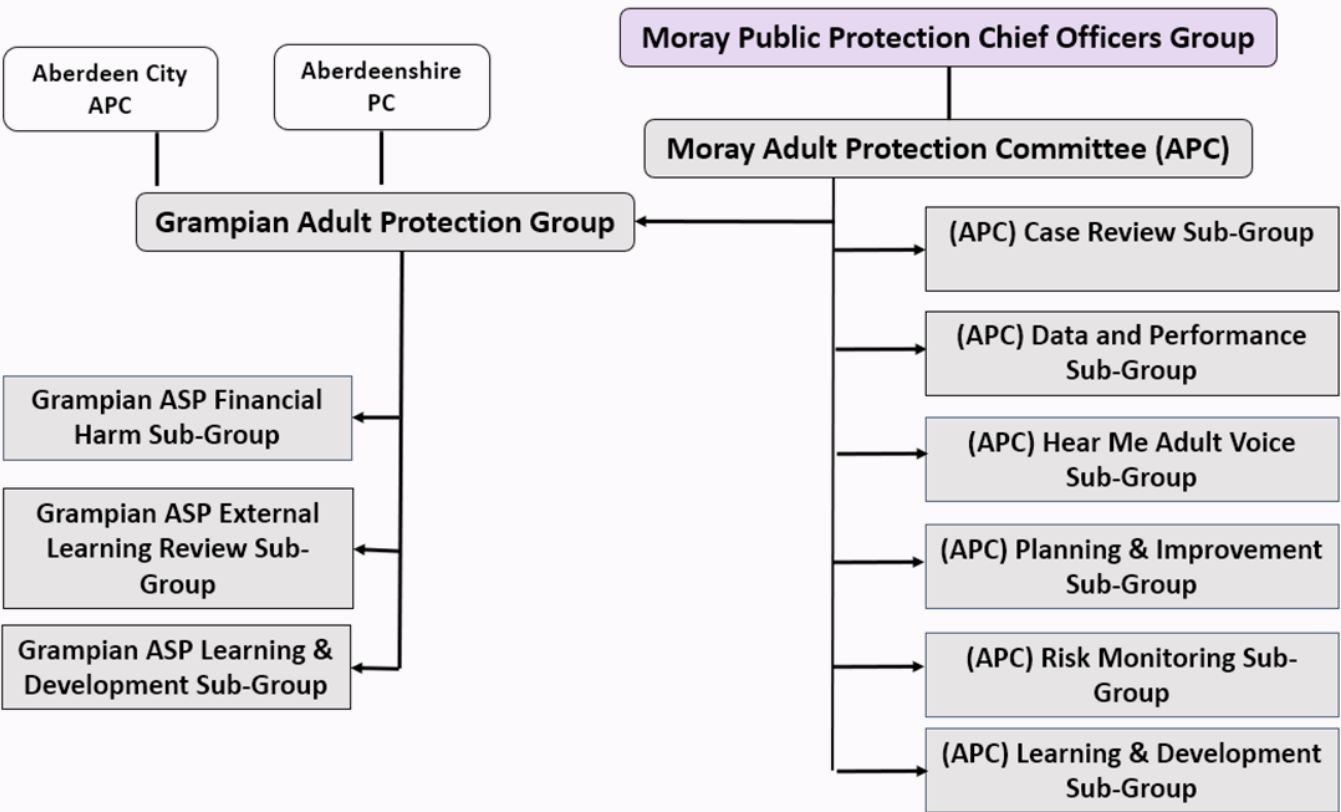 Moray Public Protection Chief Officers Group
Aberdeen City
APC
Aberdeenshire
PC
Moray Adult Protection Committee (APC)
Grampian Adult Protection Group
(APC) Case Review Sub-Group
(APC) Data and Performance
Sub-Group
(APC) Hear Me Adult Voice
Sub-Group
(APC) Planning & Improvement
Sub-Group
(APC) Risk Monitoring Sub-
Group
(APC) Learning & Development
Sub-Group
Grampian ASP Financial
Harm Sub-Group
Grampian ASP External
Learning Review Sub-
Group
Grampian ASP Learning &
Development Sub-Group